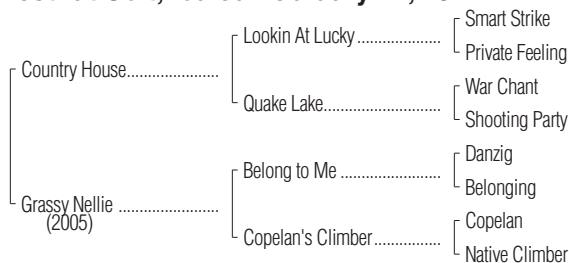 Smart Strike
Lookin At Lucky ....................
Private Feeling
Country House......................
War Chant
Quake Lake............................
Shooting Party
Danzig
Belong to Me ........................
Belonging
Grassy Nellie ........................
(2005)
Copelan
Copelan's Climber................
Native Climber